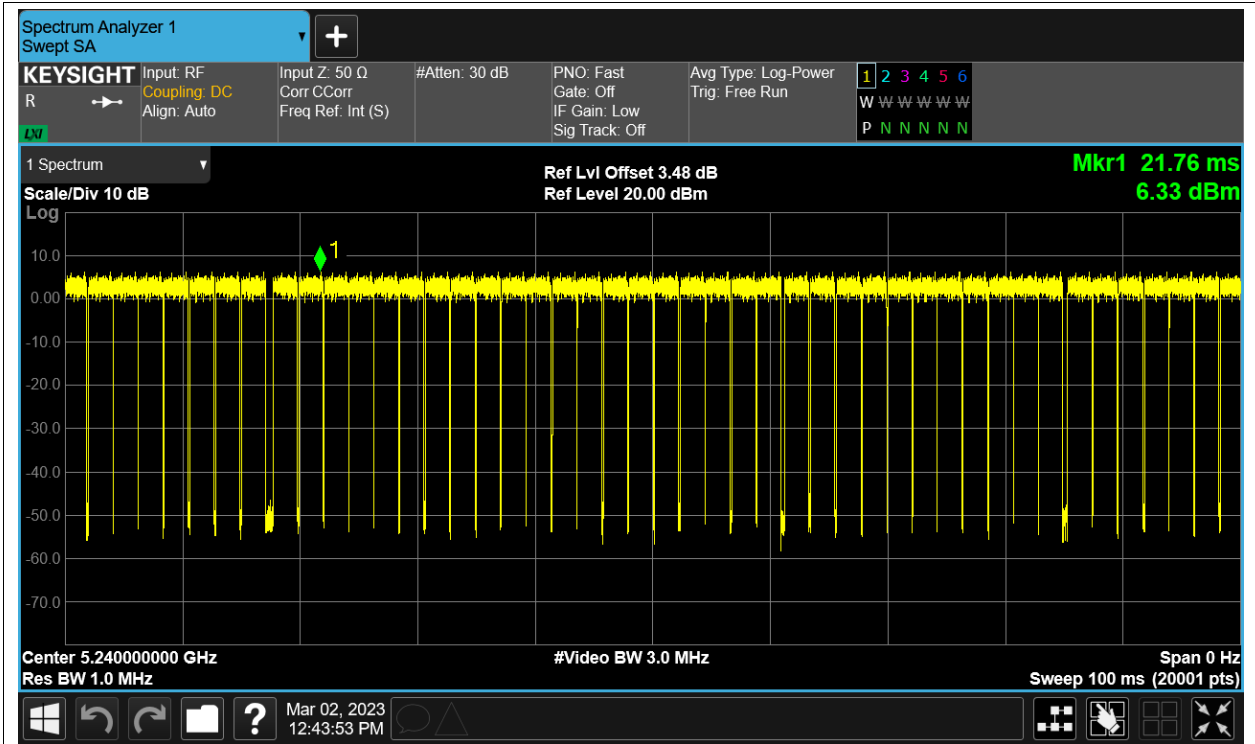 Spectrum Analyzer 1
Swept SA
KEYSIGHT
R
LXI
Input: RF
Coupling: DC
Align: Auto
Input Z: 50 Ω
Corr CCorr
Freq Ref: Int (S)
#Atten: 30 dB
PNO: Fast
Gate: Off
IF Gain: Low
Sig Track: Off
Avg Type: Log-Power
Trig: Free Run
1 2 3 4 5 6
W W W W W W
P N N N N N
1 Spectrum
Scale/Div 10 dB
Log
Ref Lvl Offset 3.48 dB
Ref Level 20.00 dBm
Mkr1 21.76 ms
6.33 dBm
1
10.0
0.00
-10.0
-20.0
-30.0
-40.0
-50.0
-60.0
-70.0
Center 5.240000000 GHz
Res BW 1.0 MHz
#Video BW 3.0 MHz
Span 0 Hz
Sweep 100 ms (20001 pts)
?
Mar 02, 2023
12:43:53 PM